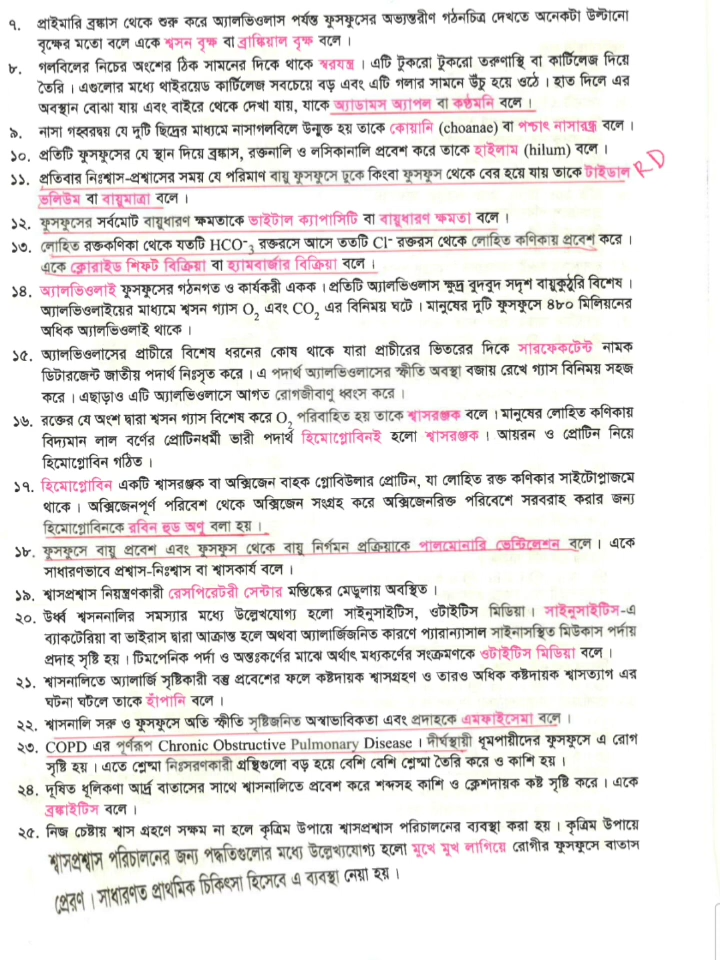 ৭. প্রাইমারি ব্রঙ্কাস থেকে শুরু করে অ্যালভিওলাস পর্যন্ত ফুসফুসের অভ্যন্তরীণ গঠনচিত্র দেখতে অনেকটা উল্টানো
বৃক্ষের মতো বলে একে শ্বসন বৃক্ষ বা ব্রাঙ্কিয়াল বৃক্ষ বলে ।
৮. গলবিলের নিচের অংশের ঠিক সামনের দিকে থাকে স্বরযন্ত্র । এটি টুকরো টুকরো তরুণাস্থি বা কার্টিলেজ দিয়ে
তৈরি । এগুলোর মধ্যে থাইরয়েড কার্টিলেজ সবচেয়ে বড় এবং এটি গলার সামনে উঁচু হয়ে ওঠে । হাত দিলে এর
অবস্থান বোঝা যায় এবং বাইরে থেকে দেখা যায়, যাকে অ্যাডামস অ্যাপল বা কণ্ঠমনি বলে ।
৯. নাসা গহ্বরদ্বয় যে দুটি ছিদ্রের মাধ্যমে নাসাগলবিলে উন্মুক্ত হয় তাকে কোয়ানি (choanae) বা পশ্চাৎ নাসারন্ধ্র বলে ।
১০. প্রতিটি ফুসফুসের যে স্থান দিয়ে ব্রঙ্কাস, রক্তনালি ও লসিকানালি প্রবেশ করে তাকে হাইলাম (hilum) বলে ।
১১. প্রতিবার নিঃশ্বাস-প্রশ্বাসের সময় যে পরিমাণ বায়ু ফুসফুসে ঢুকে কিংবা ফুসফুস থেকে বের হয়ে যায় তাকে টাইডাল RD
ভলিউম বা বায়ুমাত্রা বলে ।
১২. ফুসফুসের সর্বমোট বায়ুধারণ ক্ষমতাকে ভাইটাল ক্যাপাসিটি বা বায়ুধারণ ক্ষমতা বলে ।
১৩. লোহিত রক্তকণিকা থেকে যতটি HCO⁻₃ রক্তরসে আসে ততটি Cl⁻ রক্তরস থেকে লোহিত কণিকায় প্রবেশ করে ।
একে ক্লোরাইড শিফট বিক্রিয়া বা হ্যামবার্জার বিক্রিয়া বলে ।
১৪. অ্যালভিওলাই ফুসফুসের গঠনগত ও কার্যকরী একক । প্রতিটি অ্যালভিওলাস ক্ষুদ্র বুদবুদ সদৃশ বায়ুকুঠুরি বিশেষ ।
অ্যালভিওলাইয়ের মাধ্যমে শ্বসন গ্যাস O₂ এবং CO₂ এর বিনিময় ঘটে । মানুষের দুটি ফুসফুসে ৪৮০ মিলিয়নের
অধিক অ্যালভিওলাই থাকে ।
১৫. অ্যালভিওলাসের প্রাচীরে বিশেষ ধরনের কোষ থাকে যারা প্রাচীরের ভিতরের দিকে সারফেকটেন্ট নামক
ডিটারজেন্ট জাতীয় পদার্থ নিঃসৃত করে । এ পদার্থ অ্যালভিওলাসের স্ফীতি অবস্থা বজায় রেখে গ্যাস বিনিময় সহজ
করে । এছাড়াও এটি অ্যালভিওলাসে আগত রোগজীবাণু ধ্বংস করে ।
১৬. রক্তের যে অংশ দ্বারা শ্বসন গ্যাস বিশেষ করে O₂ পরিবাহিত হয় তাকে শ্বাসরঞ্জক বলে । মানুষের লোহিত কণিকায়
বিদ্যমান লাল বর্ণের প্রোটিনধর্মী ভারী পদার্থ হিমোগ্লোবিনই হলো শ্বাসরঞ্জক । আয়রন ও প্রোটিন নিয়ে
হিমোগ্লোবিন গঠিত ।
১৭. হিমোগ্লোবিন একটি শ্বাসরঞ্জক বা অক্সিজেন বাহক গ্লোবিউলার প্রোটিন, যা লোহিত রক্ত কণিকার সাইটোপ্লাজমে
থাকে । অক্সিজেনপূর্ণ পরিবেশ থেকে অক্সিজেন সংগ্রহ করে অক্সিজেনরিক্ত পরিবেশে সরবরাহ করার জন্য
হিমোগ্লোবিনকে রবিন হুড অণু বলা হয় ।
১৮. ফুসফুসে বায়ু প্রবেশ এবং ফুসফুস থেকে বায়ু নির্গমন প্রক্রিয়াকে পালমোনারি ভেন্টিলেশন বলে । একে
সাধারণভাবে প্রশ্বাস-নিঃশ্বাস বা শ্বাসকার্য বলে ।
১৯. শ্বাসপ্রশ্বাস নিয়ন্ত্রণকারী রেসপিরেটরী সেন্টার মস্তিষ্কের মেডুলায় অবস্থিত ।
২০. উর্ধ্ব শ্বসননালির সমস্যার মধ্যে উল্লেখযোগ্য হলো সাইনুসাইটিস, ওটাইটিস মিডিয়া । সাইনুসাইটিস-এ
ব্যাকটেরিয়া বা ভাইরাস দ্বারা আক্রান্ত হলে অথবা অ্যালার্জিজনিত কারণে প্যারান্যাসাল সাইনাসস্থিত মিউকাস পর্দায়
প্রদাহ সৃষ্টি হয় । টিমপেনিক পর্দা ও অন্তঃকর্ণের মাঝে অর্থাৎ মধ্যকর্ণের সংক্রমণকে ওটাইটিস মিডিয়া বলে ।
২১. শ্বাসনালিতে অ্যালার্জি সৃষ্টিকারী বস্তু প্রবেশের ফলে কষ্টদায়ক শ্বাসগ্রহণ ও তারও অধিক কষ্টদায়ক শ্বাসত্যাগ এর
ঘটনা ঘটলে তাকে হাঁপানি বলে ।
২২. শ্বাসনালি সরু ও ফুসফুসে অতি স্ফীতি সৃষ্টিজনিত অস্বাভাবিকতা এবং প্রদাহকে এমফাইসেমা বলে ।
২৩. COPD এর পূর্ণরূপ Chronic Obstructive Pulmonary Disease । দীর্ঘস্থায়ী ধূমপায়ীদের ফুসফুসে এ রোগ
সৃষ্টি হয় । এতে শ্লেষ্মা নিঃসরণকারী গ্রন্থিগুলো বড় হয়ে বেশি বেশি শ্লেষ্মা তৈরি করে ও কাশি হয় ।
২৪. দূষিত ধূলিকণা আর্দ্র বাতাসের সাথে শ্বাসনালিতে প্রবেশ করে শব্দসহ কাশি ও ক্লেশদায়ক কষ্ট সৃষ্টি করে । একে
ব্রঙ্কাইটিস বলে ।
২৫. নিজ চেষ্টায় শ্বাস গ্রহণে সক্ষম না হলে কৃত্রিম উপায়ে শ্বাসপ্রশ্বাস পরিচালনের ব্যবস্থা করা হয় । কৃত্রিম উপায়ে
শ্বাসপ্রশ্বাস পরিচালনের জন্য পদ্ধতিগুলোর মধ্যে উল্লেখ্যযোগ্য হলো মুখে মুখ লাগিয়ে রোগীর ফুসফুসে বাতাস
প্রেরণ । সাধারণত প্রাথমিক চিকিৎসা হিসেবে এ ব্যবস্থা নেয়া হয় ।